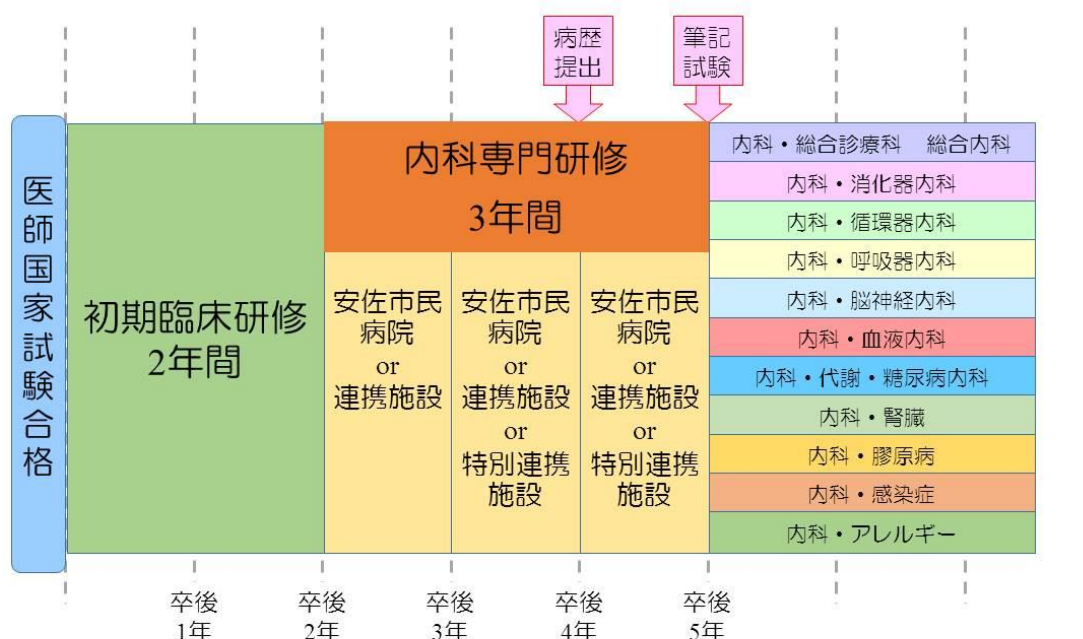 病歴
提出
筆記
試験
医師国家試験合格
初期臨床研修
2年間
内科専門研修
3年間
安佐市民
病院
or
連携施設
安佐市民
病院
or
連携施設
or
特別連携
施設
安佐市民
病院
or
連携施設
or
特別連携
施設
内科・総合診療科 総合内科
内科・消化器内科
内科・循環器内科
内科・呼吸器内科
内科・脳神経内科
内科・血液内科
内科・代謝・糖尿病内科
内科・腎臓
内科・膠原病
内科・感染症
内科・アレルギー
卒後
1年
卒後
2年
卒後
3年
卒後
4年
卒後
5年